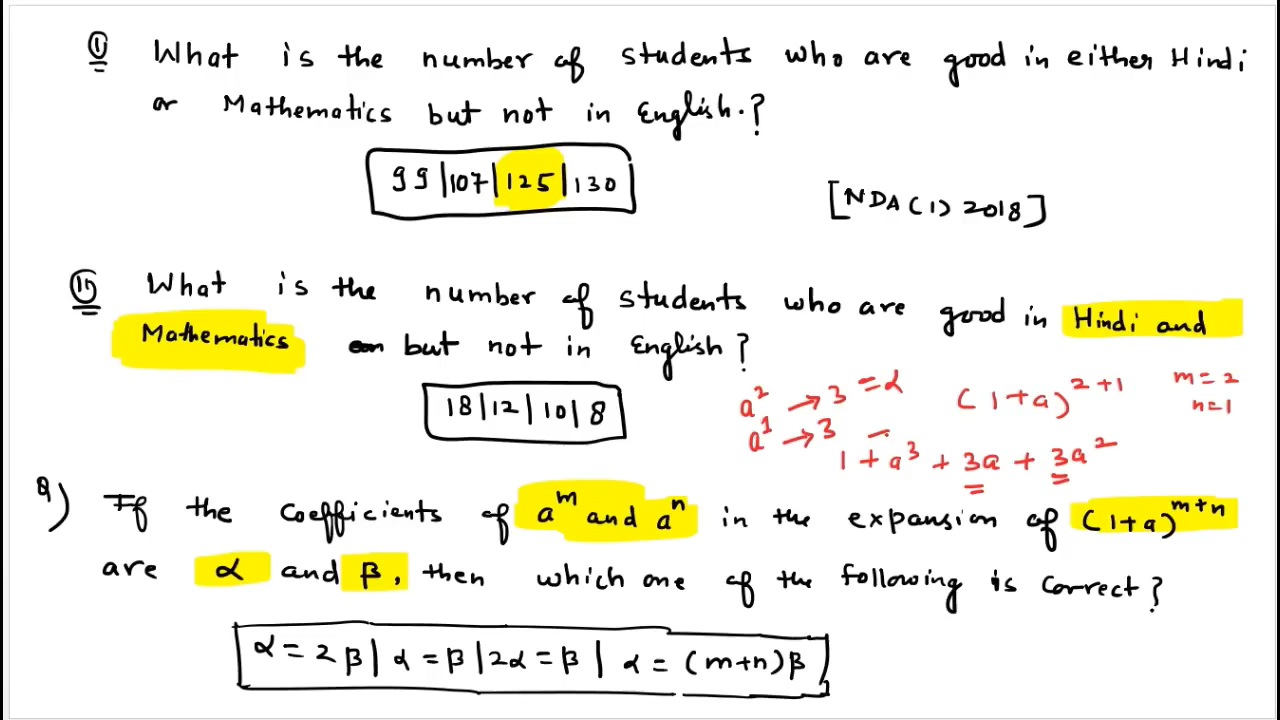 ① What is the number of students who are good in either Hindi
or Mathematics but not in English.?
99|107|125|130
[NDA (1) 2018]
⑪ What is the number of students who are good in Hindi and
Mathematics but not in English?
18|12|10|8
a² → 3 = α (1+a)²⁺¹ m=2
a¹ → 3 n=1
1 + a³ + 3a + 3a²
Q) If the coefficients of aᵐ and aⁿ in the expansion of (1+a)ᵐ⁺ⁿ
are α and β, then which one of the following is correct?
α = 2β | α = β | 2α = β | α = (m+n)β